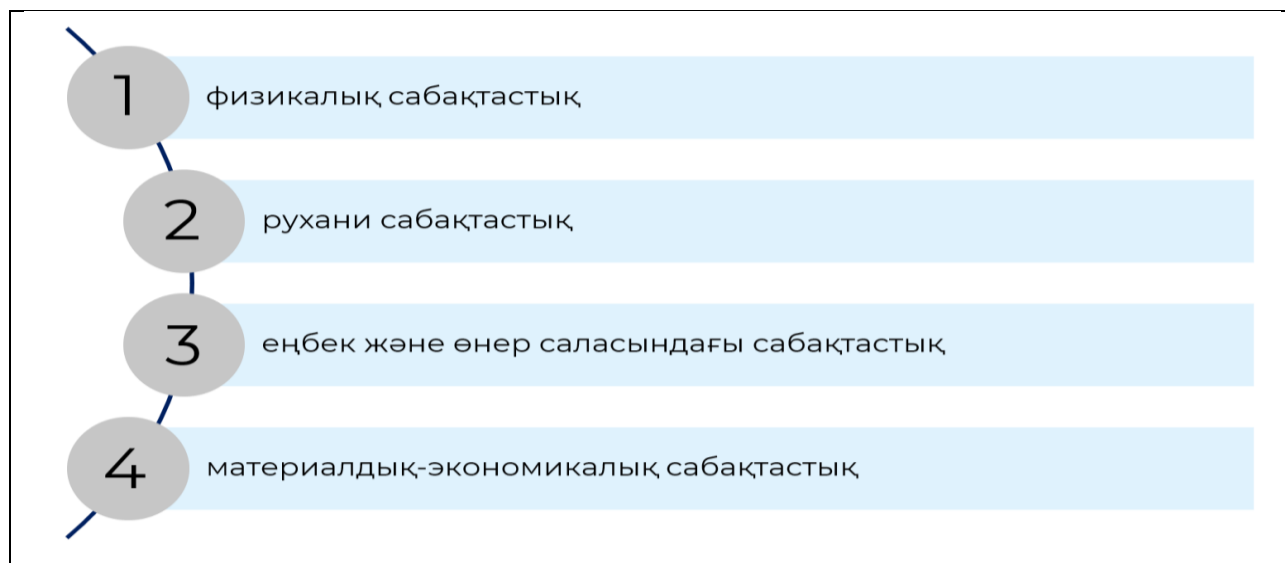 1 физикалық сабақтастық
2 рухани сабақтастық
3 еңбек және өнер саласындағы сабақтастық
4 материалдық-экономикалық сабақтастық